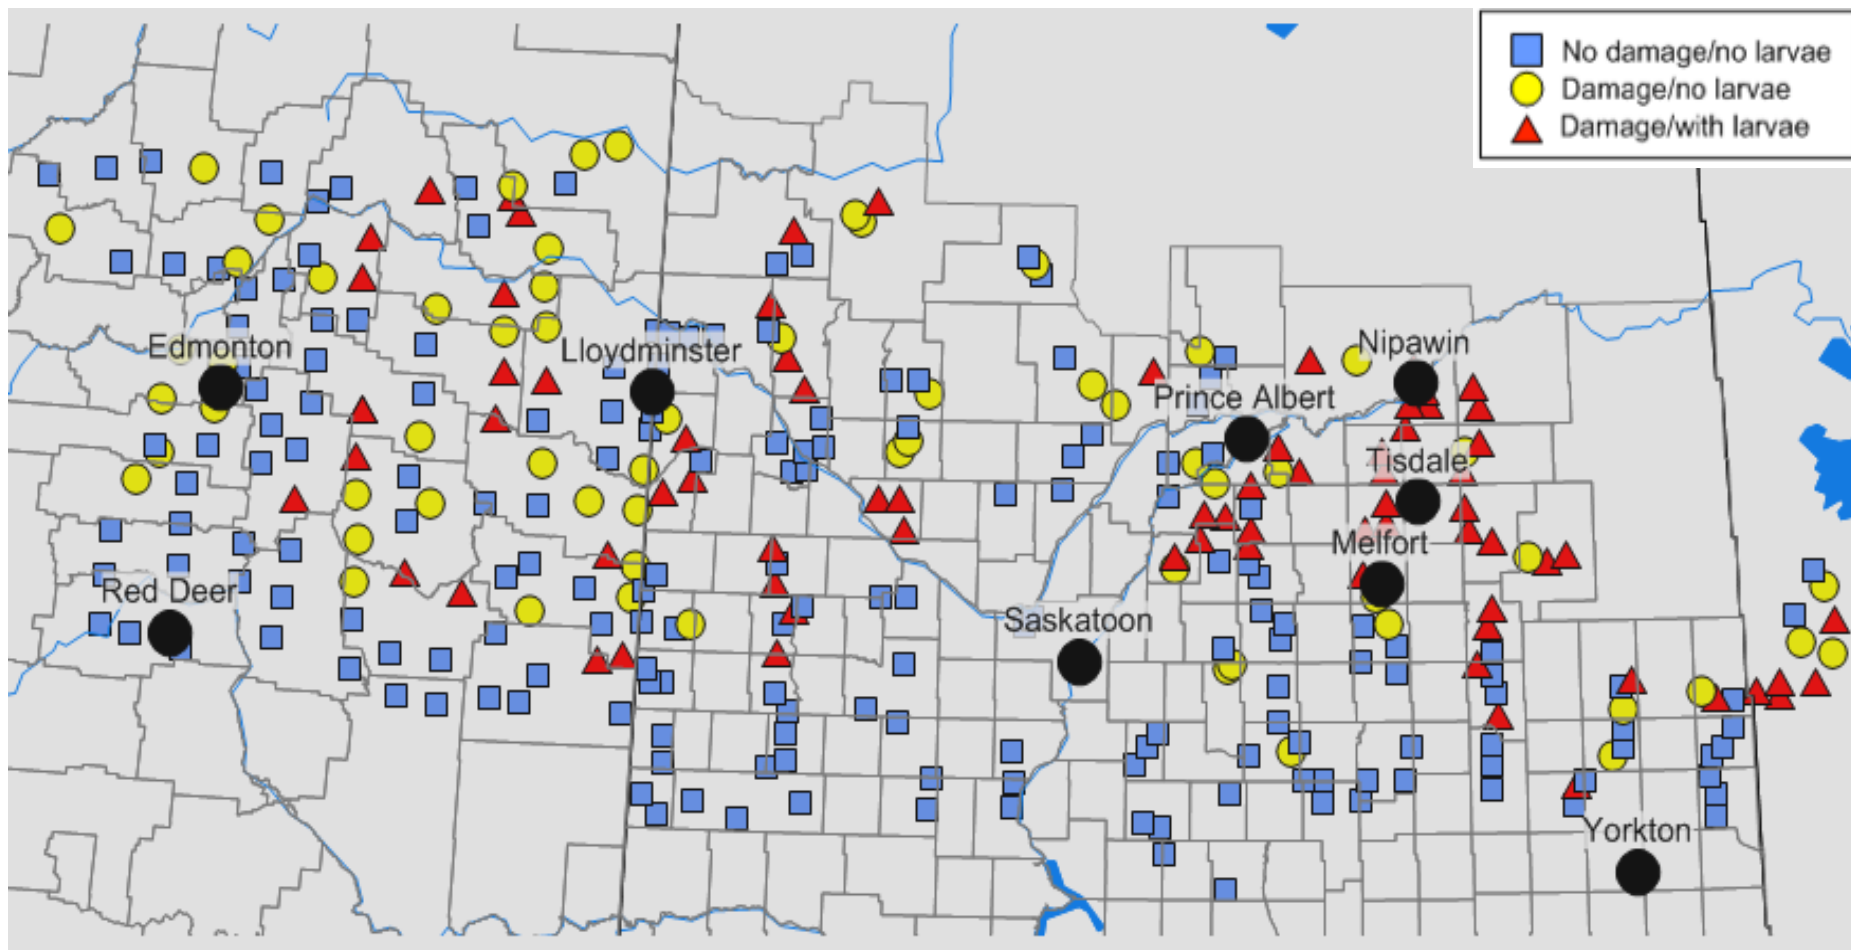 No damage/no larvae
Damage/no larvae
Damage/with larvae
Edmonton
Lloydminster
Nipawin
Prince Albert
Tisdale
Melfort
Red Deer
Saskatoon
Yorkton